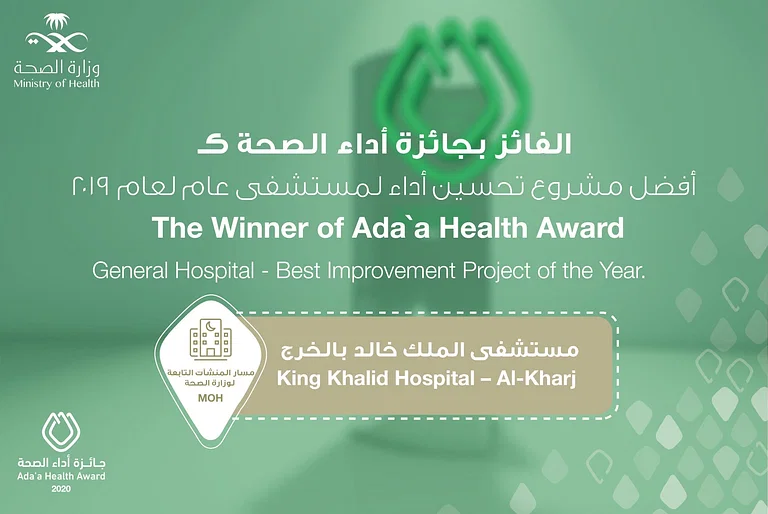 وزارة الصحة
Ministry of Health
الفائز بجائزة أداء الصحة كـ
أفضل مشروع تحسين أداء لمستشفى عام لعام ٢٠١٩
The Winner of Ada`a Health Award
General Hospital - Best Improvement Project of the Year.
مسار المنشآت التابعة
لوزارة الصحة
MOH
مستشفى الملك خالد بالخرج
King Khalid Hospital – Al-Kharj
جائزة أداء الصحة
Ada'a Health Award
2020